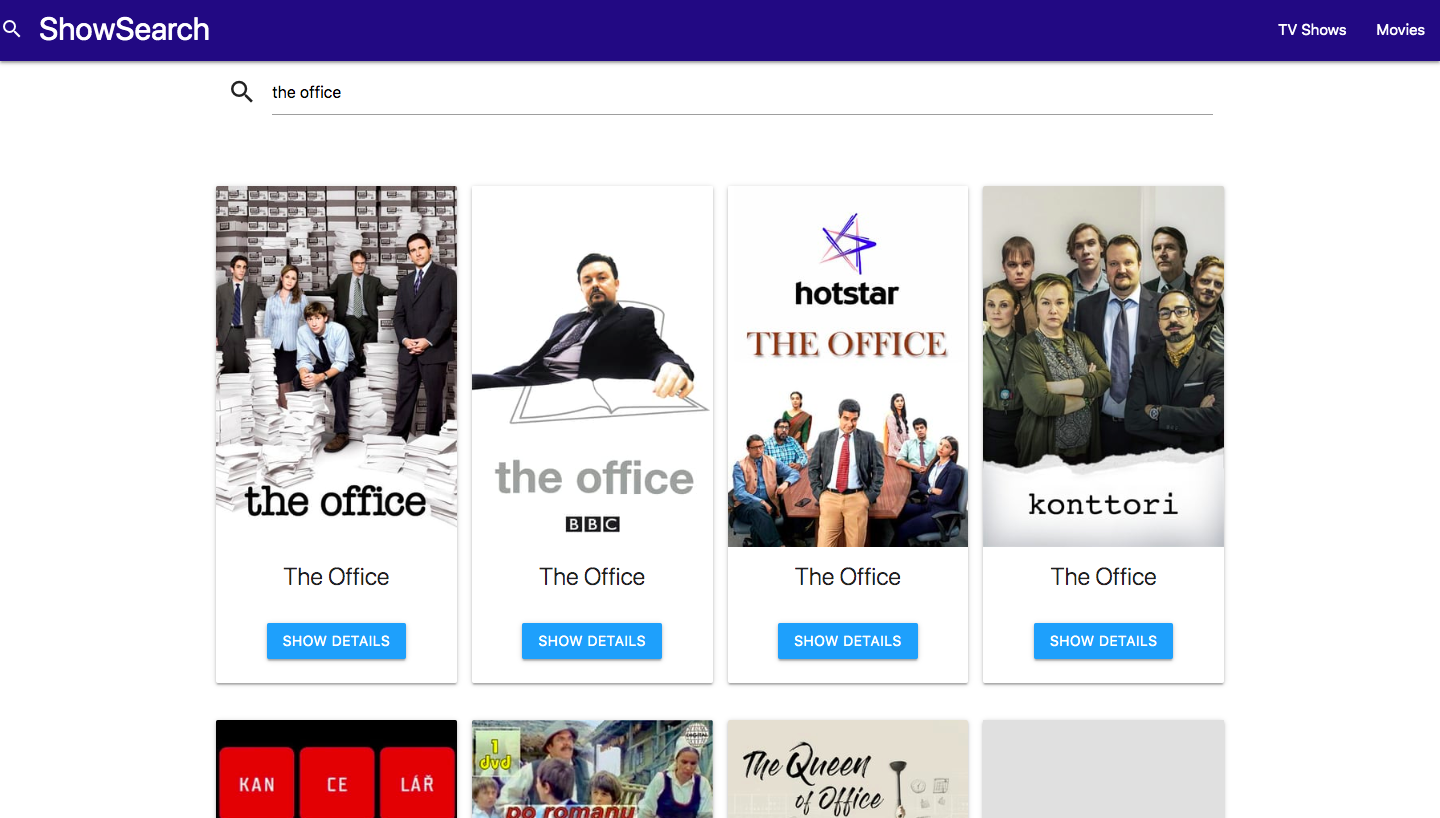 ShowSearch
TV Shows
Movies
the office
the office
the office
BBC
hotstar
THE OFFICE
konttori
The Office
The Office
The Office
The Office
SHOW DETAILS
SHOW DETAILS
SHOW DETAILS
SHOW DETAILS
KAN
CE
LÁŘ
1
dvd
DIGITAL
po romanu
The Queen
of Office